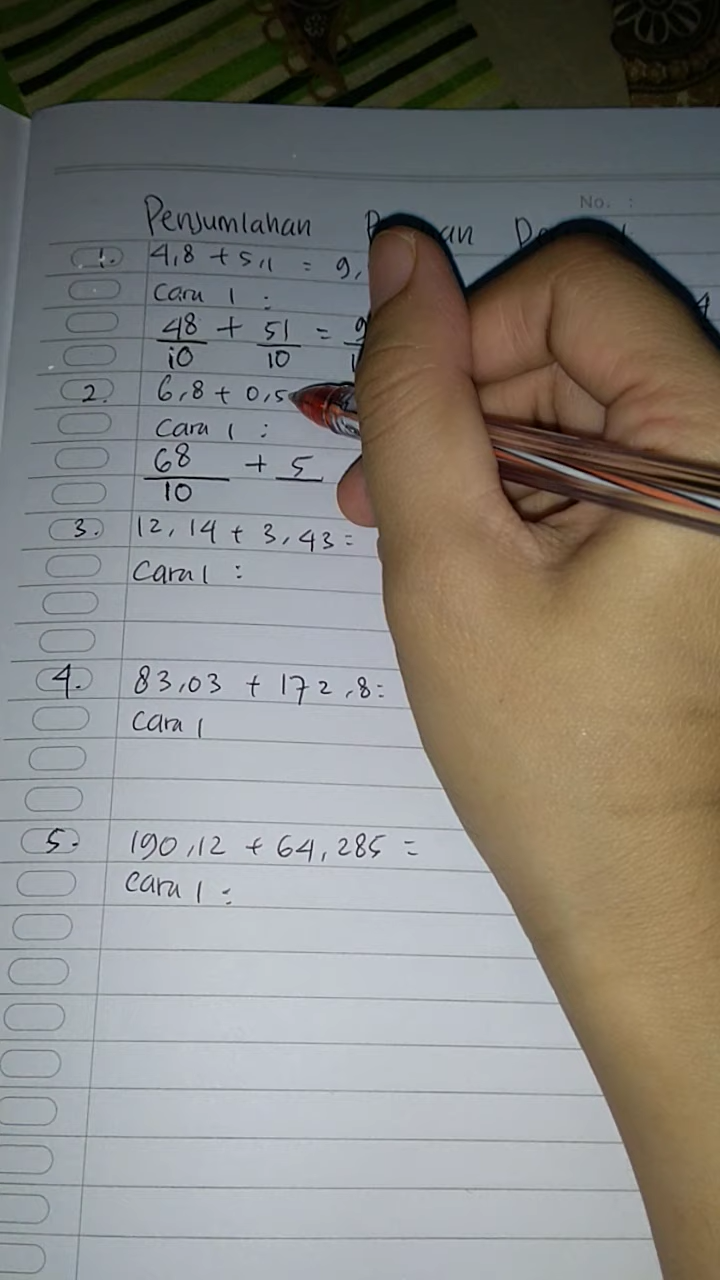 No. :
Penjumlahan
1. 4,8 + 5,1 = 9,
Cara 1 :
48/10 + 51/10 =
2. 6,8 + 0,5
Cara 1 :
68/10 + 5
3. 12,14 + 3,43 =
Cara 1 :
4. 83,03 + 172,8 =
Cara 1
5. 190,12 + 64,285 =
Cara 1 :